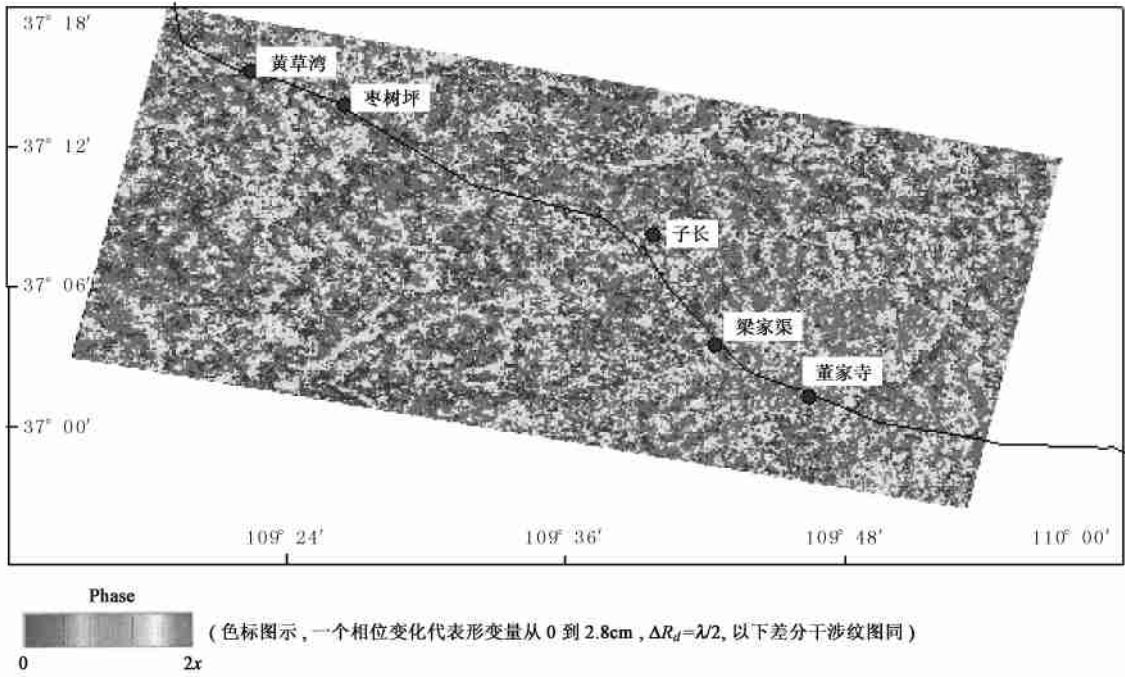 37° 18′
黄草湾
枣树坪
37° 12′
子长
37° 06′
梁家渠
董家寺
37° 00′
109° 24′ 109° 36′ 109° 48′ 110° 00′
Phase
(色标图示,一个相位变化代表形变量从 0 到 2.8cm , ΔR_d=λ/2, 以下差分干涉纹图同)
0 2x